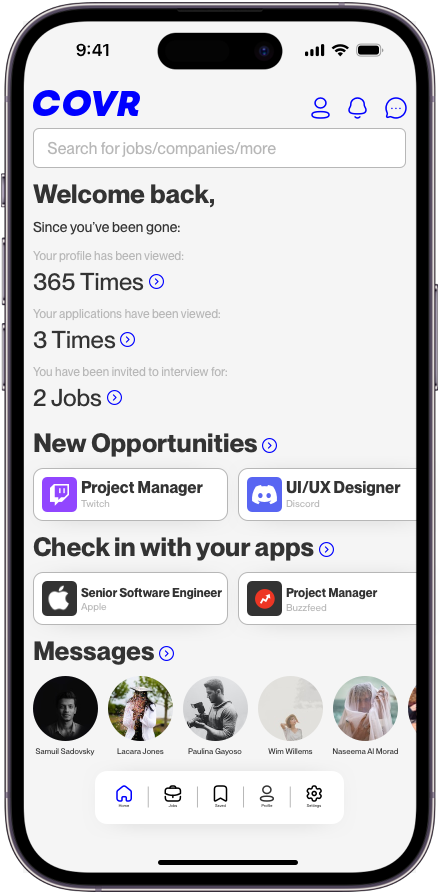 9:41
COVR
Search for jobs/companies/more
Welcome back,
Since you've been gone:
Your profile has been viewed:
365 Times
Your applications have been viewed:
3 Times
You have been invited to interview for:
2 Jobs
New Opportunities
Project Manager
Twitch
UI/UX Designer
Discord
Check in with your apps
Senior Software Engineer
Apple
Project Manager
Buzzfeed
Messages
Samuil Sadovsky
Lacara Jones
Paulina Gayoso
Wim Willems
Naseema Al Morad
Home
Jobs
Saved
Profile
Settings